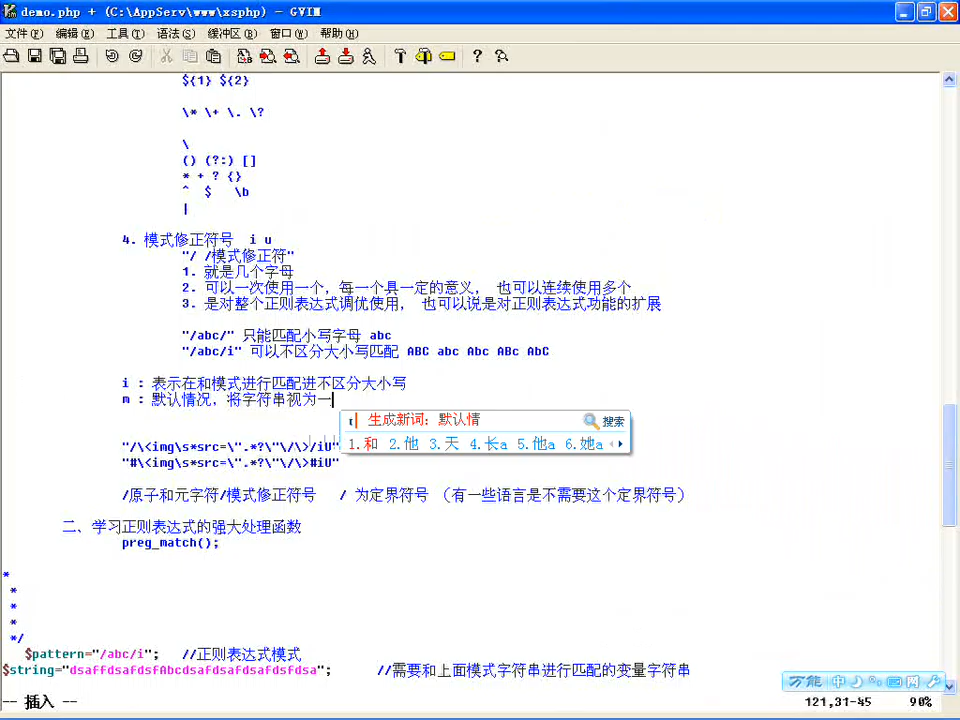 demo.php + (C:\AppServ\www\xsphp) - GVIM
文件(F) 编辑(E) 工具(T) 语法(S) 缓冲区(B) 窗口(W) 帮助(H)
${1} ${2}
\* \+ \. \?
\
() (?:) []
* + ? {}
^ $ \b
|
4. 模式修正符号 i u
"/ /模式修正符"
1. 就是几个字母
2. 可以一次使用一个，每一个具一定的意义， 也可以连续使用多个
3. 是对整个正则表达式调优使用， 也可以说是对正则表达式功能的扩展
"/abc/" 只能匹配小写字母 abc
"/abc/i" 可以不区分大小写匹配 ABC abc Abc ABc AbC
i : 表示在和模式进行匹配进不区分大小写
m : 默认情况，将字符串视为一
t 生成新词：默认情 搜索
1.和 2.他 3.天 4.长a 5.他a 6.她a
"/\<img\s*src=\".*?\"\/\>/iU"
"#\<img\s*src=\".*?\"\/\>#iU"
/原子和元字符/模式修正符号 / 为定界符号 （有一些语言是不需要这个定界符号）
二、学习正则表达式的强大处理函数
preg_match();
*
*
*
*
*/
$pattern="/abc/i"; //正则表达式模式
$string="dsaffdsafdsfAbcdsafdsafdsafdsfdsa"; //需要和上面模式字符串进行匹配的变量字符串
万能 中
-- 插入 -- 121,31-45 90%